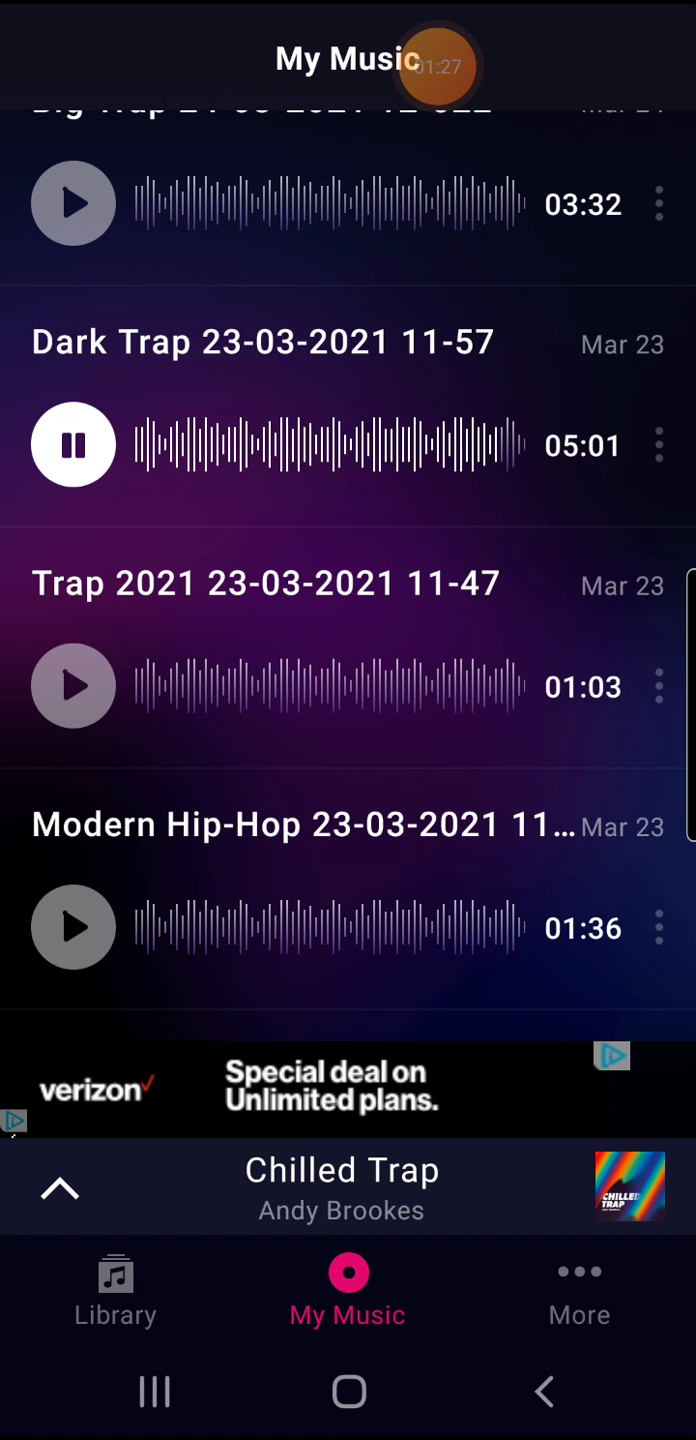 My Music
01:27
03:32
Dark Trap 23-03-2021 11-57
Mar 23
05:01
Trap 2021 23-03-2021 11-47
Mar 23
01:03
Modern Hip-Hop 23-03-2021 11...
Mar 23
01:36
verizon
Special deal on
Unlimited plans.
Chilled Trap
Andy Brookes
CHILLED
TRAP
Library
My Music
More